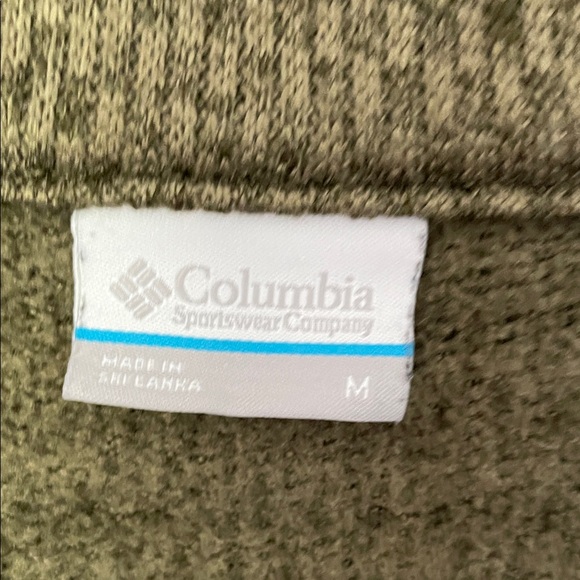 Columbia
Sportswear Company
MADE IN
SRI LANKA
M